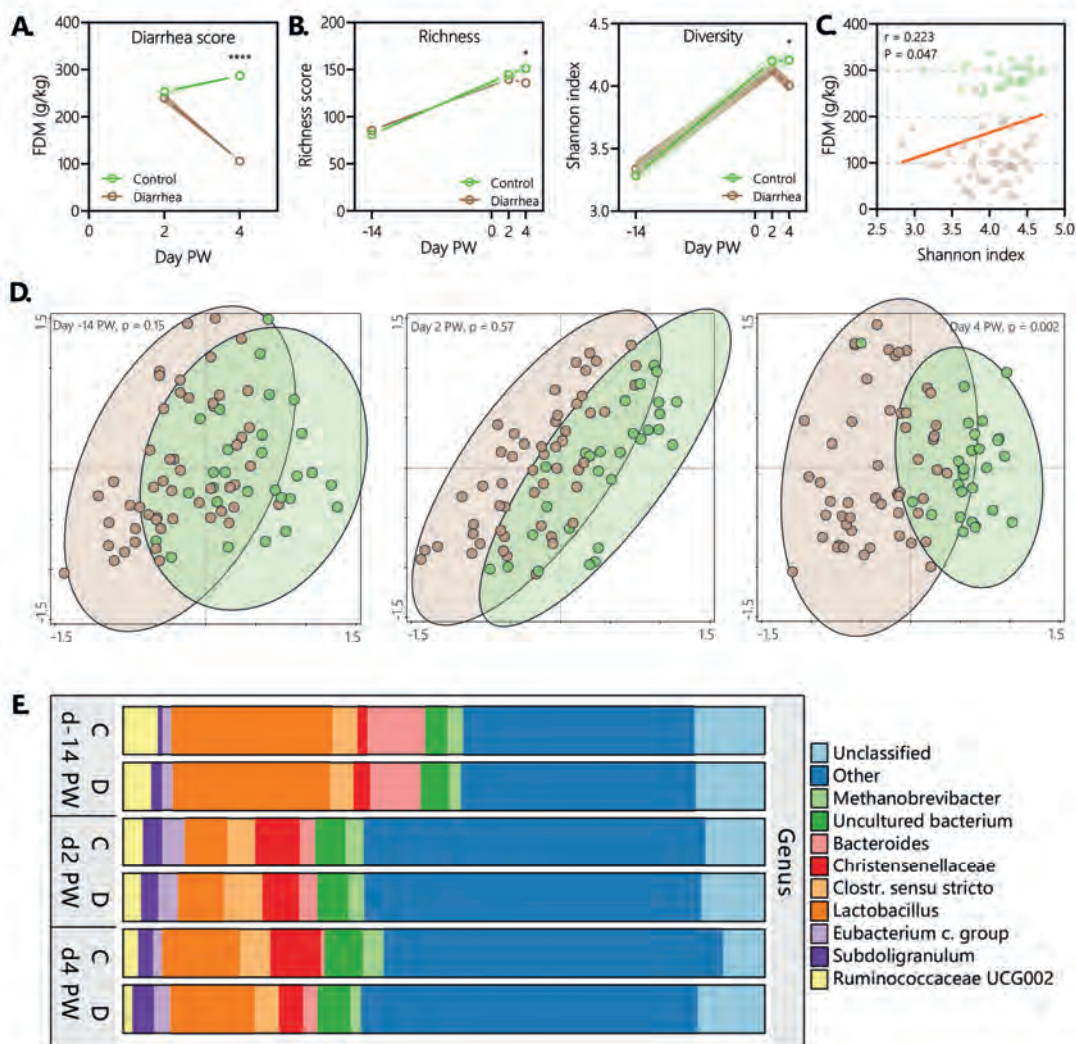 A.
Diarrhea score
****
FDM (g/kg)
400
300
200
100
0
0
2
4
Day PW
Control
Diarrhea
B.
Richness
*
Richness score
200
150
100
50
0
-14
0
2
4
Day PW
Control
Diarrhea
Diversity
*
Shannon index
4.5
4.0
3.5
3.0
-14
0
2
4
Day PW
Control
Diarrhea
C.
r = 0.223
P = 0.047
FDM (g/kg)
400
300
200
100
0
2.5
3.0
3.5
4.0
4.5
5.0
Shannon index
D.
Day -14 PW, p = 0.15
1.5
-1.5
-1.5
1.5
Day 2 PW, p = 0.57
1.5
-1.5
-1.5
1.5
Day 4 PW, p = 0.002
1.5
-1.5
-1.5
1.5
E.
d-14 PW
C
D
d2 PW
C
D
d4 PW
C
D
Genus
Unclassified
Other
Methanobrevibacter
Uncultured bacterium
Bacteroides
Christensenellaceae
Clostr. sensu stricto
Lactobacillus
Eubacterium c. group
Subdoligranulum
Ruminococcaceae UCG002